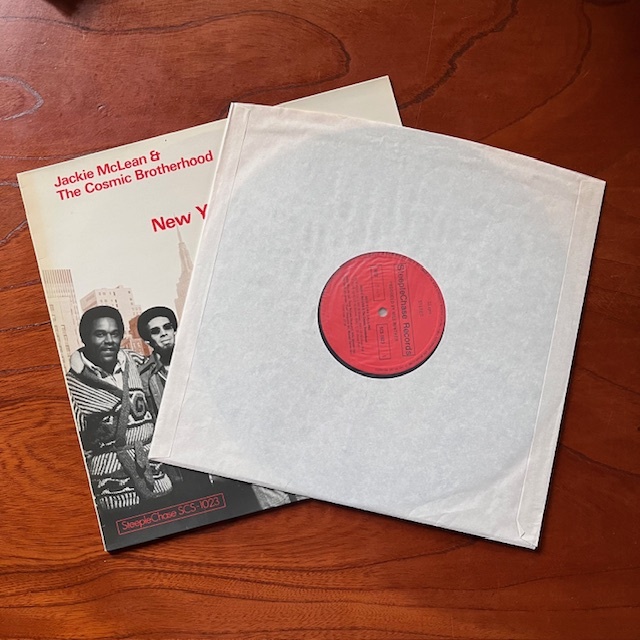 Jackie McLean &
The Cosmic Brotherhood
New Y
SteepleChase SCS-1023
SteepleChase Records